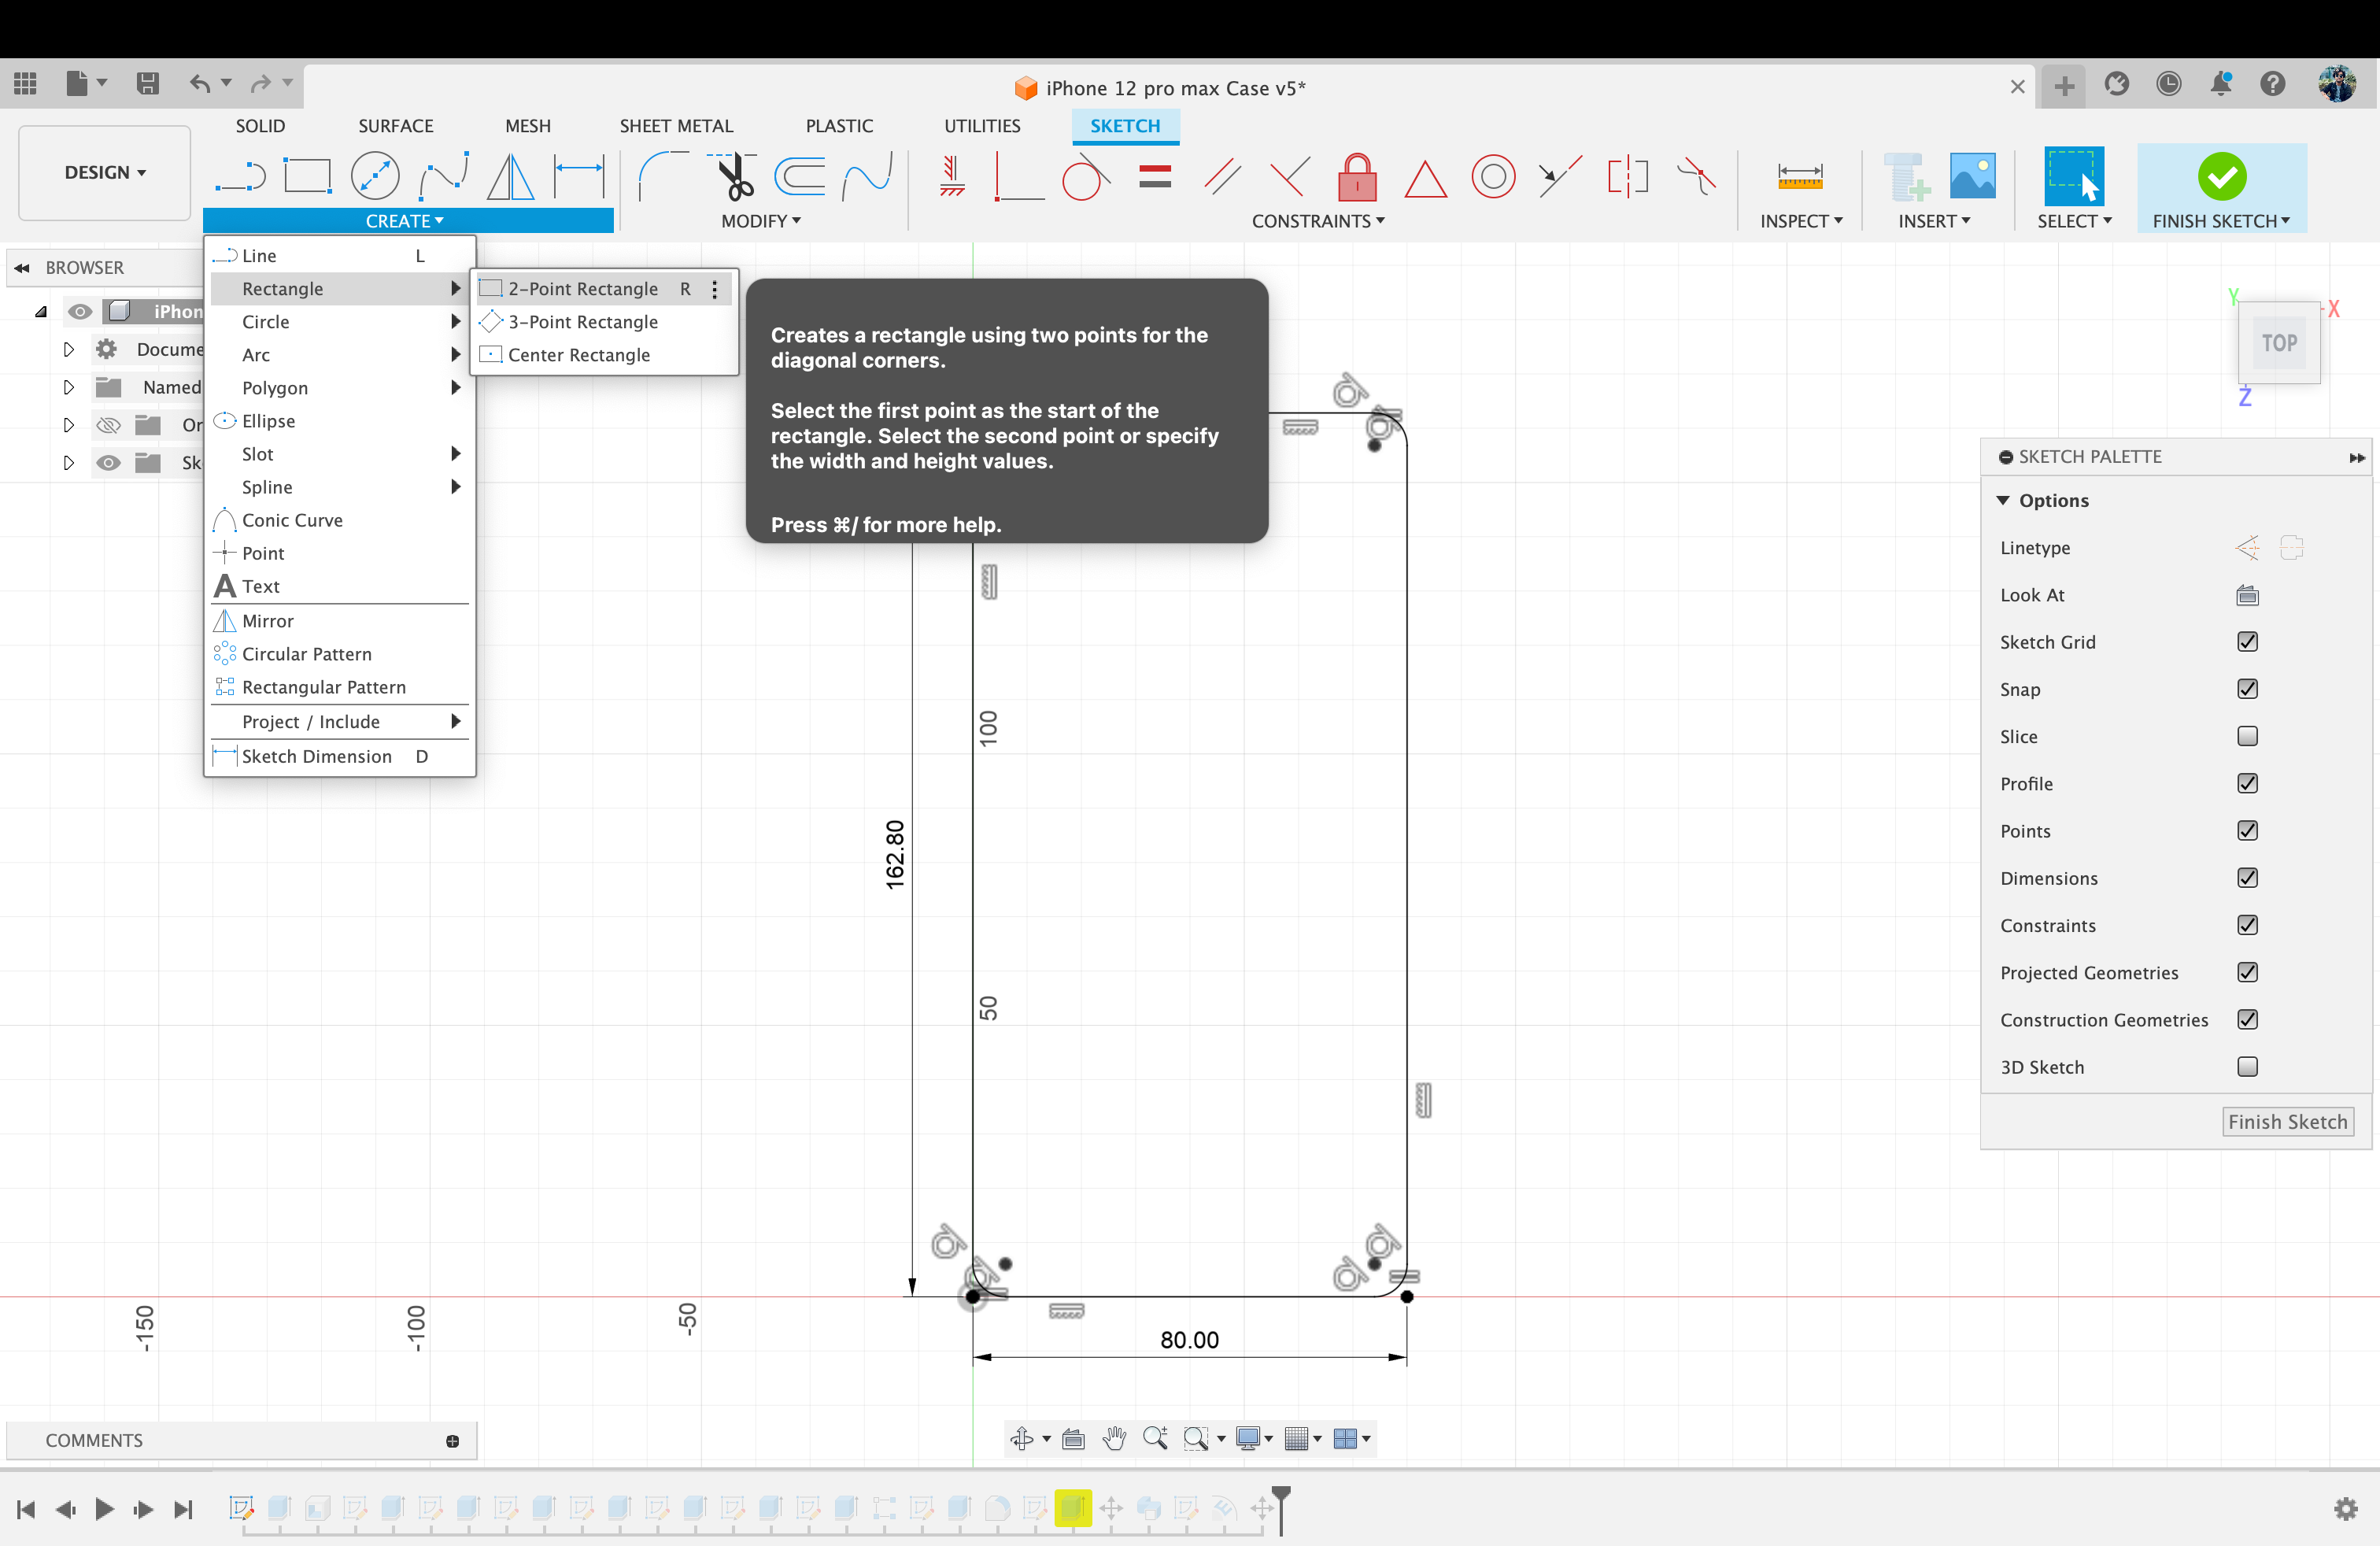 iPhone 12 pro max Case v5*
SOLID
SURFACE
MESH
SHEET METAL
PLASTIC
UTILITIES
SKETCH
DESIGN
CREATE
MODIFY
CONSTRAINTS
INSPECT
INSERT
SELECT
FINISH SKETCH
BROWSER
iPhon
Docume
Named
Or
Sk
Line L
Rectangle
Circle
Arc
Polygon
Ellipse
Slot
Spline
Conic Curve
Point
A Text
Mirror
Circular Pattern
Rectangular Pattern
Project / Include
Sketch Dimension D
2-Point Rectangle R
3-Point Rectangle
Center Rectangle
Creates a rectangle using two points for the
diagonal corners.
Select the first point as the start of the
rectangle. Select the second point or specify
the width and height values.
Press ⌘/ for more help.
Y
X
TOP
Z
SKETCH PALETTE
Options
Linetype
Look At
Sketch Grid
Snap
Slice
Profile
Points
Dimensions
Constraints
Projected Geometries
Construction Geometries
3D Sketch
Finish Sketch
100
162.80
50
-150
-100
-50
80.00
COMMENTS